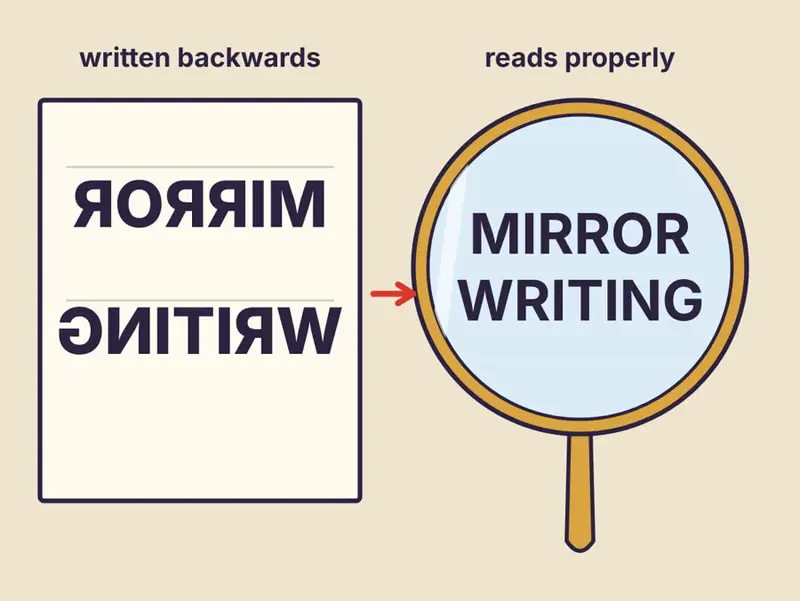 written backwards
reads properly
MIRROR
WRITING
MIRROR
WRITING